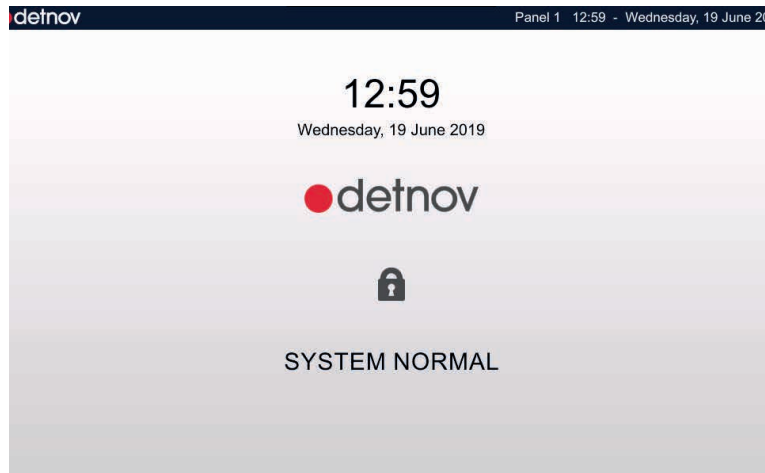 detnov
Panel 1 12:59 - Wednesday, 19 June 20
12:59
Wednesday, 19 June 2019
detnov
SYSTEM NORMAL